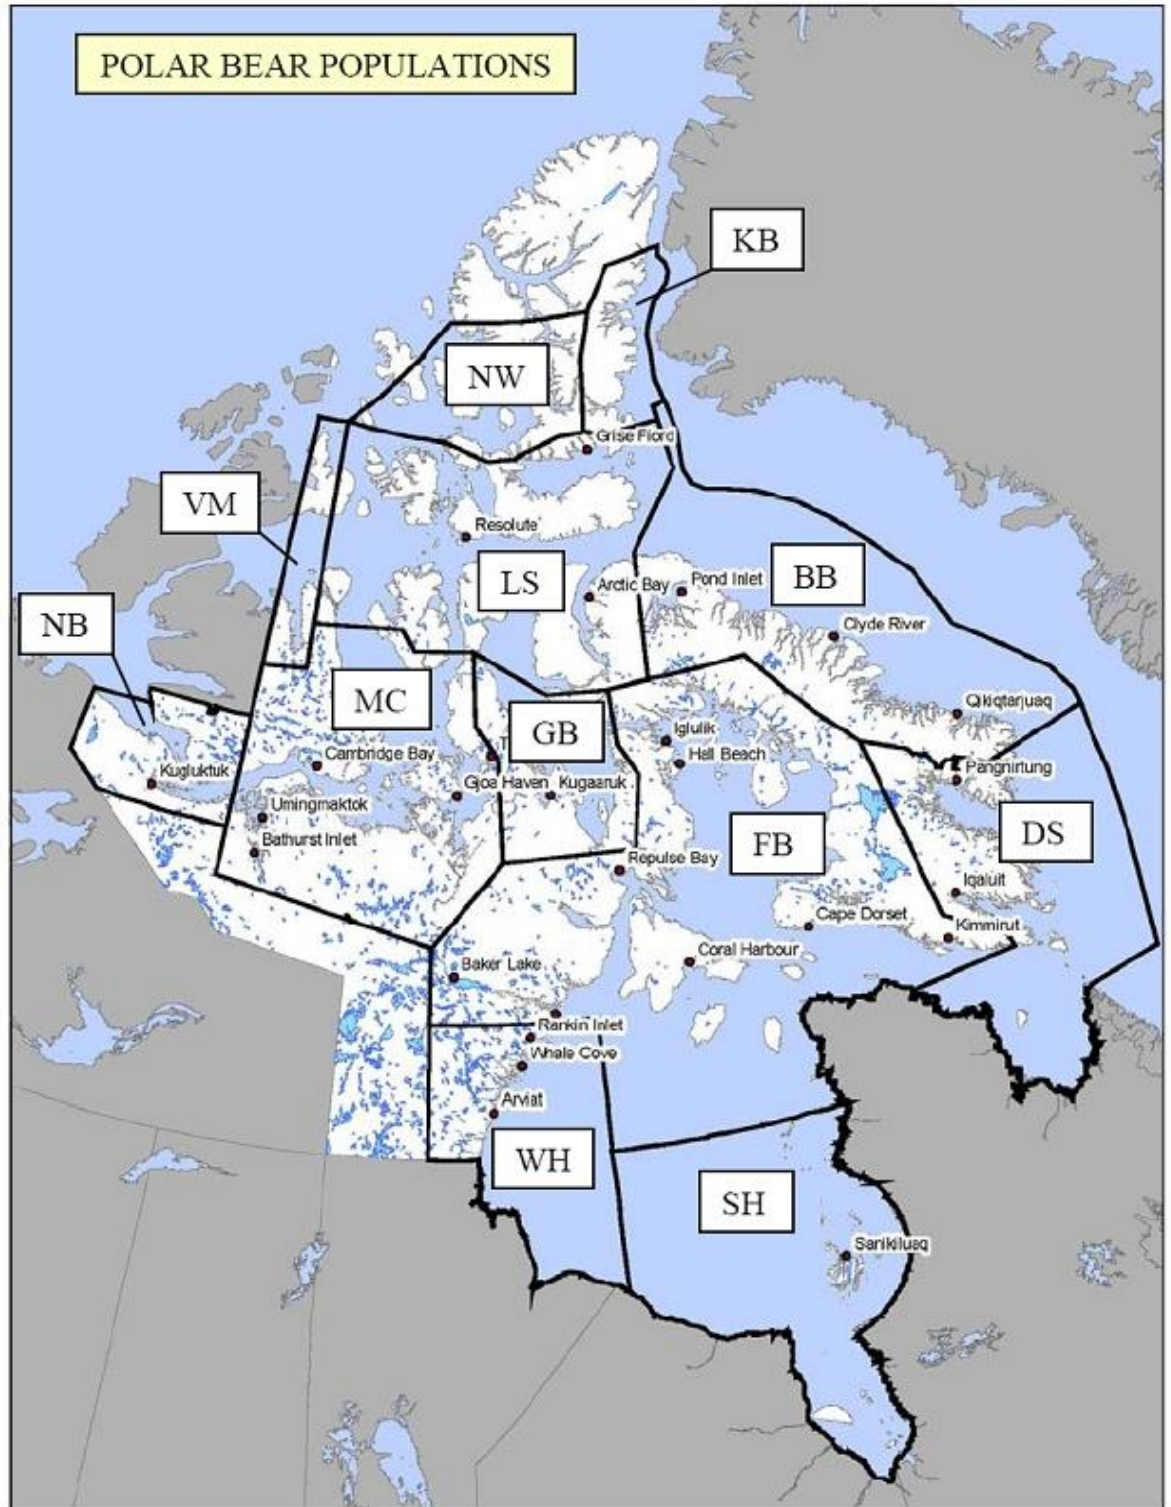 POLAR BEAR POPULATIONS
KB
NW
Grise Fiord
VM
Resolute
LS
Arctic Bay
Pond Inlet
BB
NB
Clyde River
MC
GB
Qikiqtarjuaq
Iglulik
Hall Beach
Cambridge Bay
Pangnirtung
Kugluktuk
Gjoa Haven
Kugaaruk
Umingmaktok
Bathurst Inlet
FB
DS
Repulse Bay
Iqaluit
Cape Dorset
Kimmirut
Coral Harbour
Baker Lake
Rankin Inlet
Whale Cove
Arviat
WH
SH
Sanikiluaq